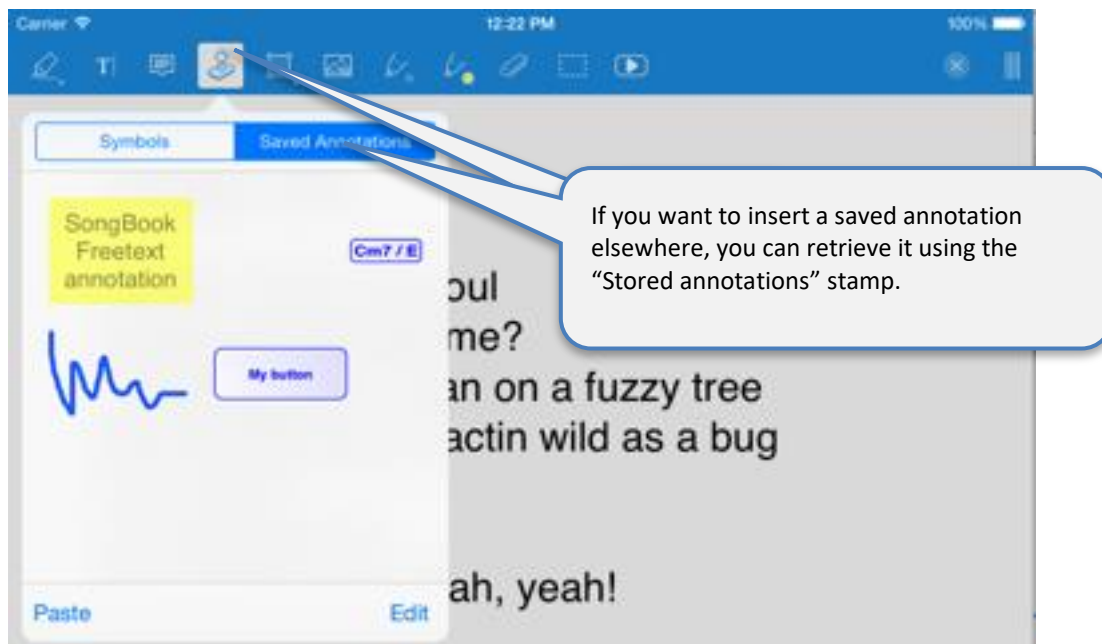 Carrier 12:22 PM 100%
T
Symbols Saved Annotations
SongBook
Freetext
annotation
Cm7 / E
My button
Paste Edit
If you want to insert a saved annotation
elsewhere, you can retrieve it using the
“Stored annotations” stamp.
oul
me?
an on a fuzzy tree
actin wild as a bug
ah, yeah!